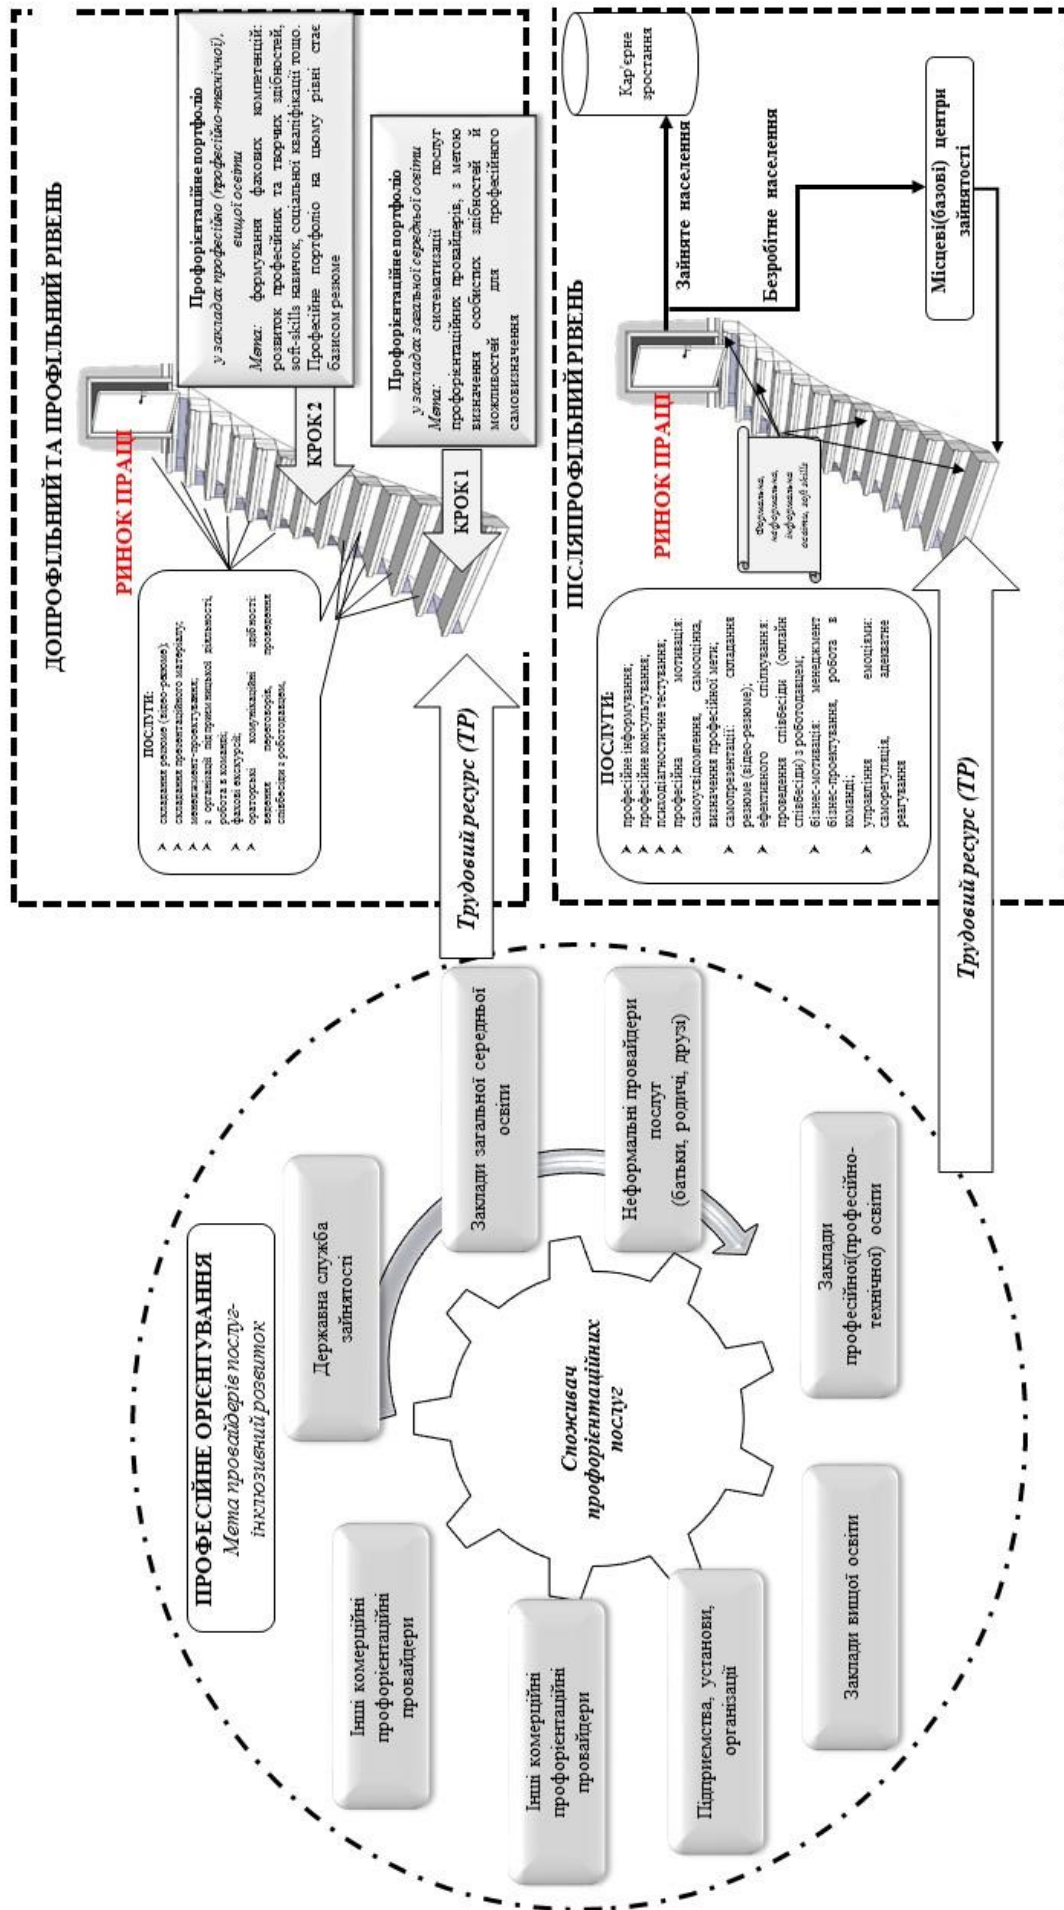 ПРОФЕСІЙНЕ ОРІЄНТУВАННЯ
Мета провайдерів послуг-
інклюзивний розвиток
Державна служба
зайнятості
Заклади загальної середньої
освіти
Неформальні провайдери
послуг
(батьки, родичі, друзі)
Заклади
професійної(професійно-
технічної) освіти
Заклади вищої освіти
Підприємства, установи,
організації
Інші комерційні
профорієнтаційні
провайдери
Інші комерційні
профорієнтаційні
провайдери
Споживач
профорієнтаційних
послуг
Трудовий ресурс (ТР)
Трудовий ресурс (ТР)
ДОПРОФІЛЬНИЙ ТА ПРОФІЛЬНИЙ РІВЕНЬ
РИНОК ПРАЦІ
ПОСЛУГИ:
складання резюме (відео-резюме);
складання презентаційного матеріалу;
менеджмент-проектування;
з організації підприємницької діяльності,
робота в команді;
фахові екскурсії;
ораторські комунікаційні здібності:
ведення переговорів, проведення
співбесіди з роботодавцем,
КРОК 2
КРОК 1
Профорієнтаційне портфоліо
у закладах професійно (професійно-технічної),
вищої освіти
Мета: формування фахових компетенцій:
розвиток професійних та творчих здібностей,
soft-skills навичок, соціальної кваліфікації тощо.
Професійне портфоліо на цьому рівні стає
базисом резюме
Профорієнтаційне портфоліо
у закладах загальної середньої освіти
Мета: систематизації послуг
профорієнтаційних провайдерів, з метою
визначення особистих здібностей й
можливостей для професійного
самовизначення
ПІСЛЯПРОФІЛЬНИЙ РІВЕНЬ
РИНОК ПРАЦІ
ПОСЛУГИ:
професійне інформування;
професійне консультування;
психодіагностичне тестування;
професійна мотивація:
самоусвідомлення, самооцінка,
визначення професійної мети;
самопрезентації: складання
резюме (відео-резюме);
ефективного спілкування:
проведення співбесіди (онлайн
співбесіди) з роботодавцем;
бізнес-мотивація: менеджмент
бізнес-проектування, робота в
команді;
управління емоціями:
саморегуляція, адекватне
реагування
Формальна,
неформальна,
інформальна
освіта, soft skills
Зайняте населення
Безробітне населення
Кар'єрне
зростання
Місцеві(базові) центри
зайнятості